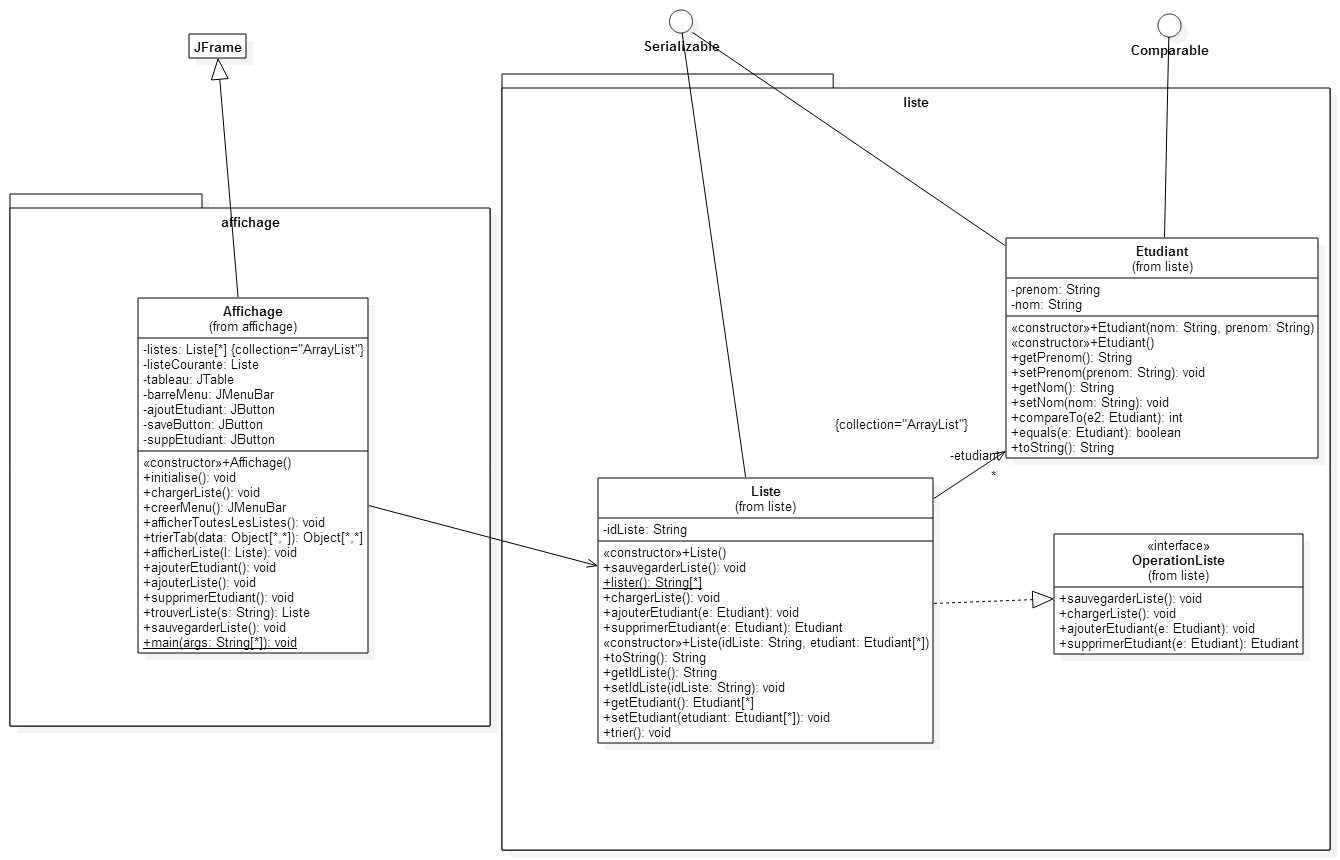 JFrame
Serializable
Comparable
liste
affichage
Affichage
(from affichage)
-listes: Liste[*] {collection="ArrayList"}
-listeCourante: Liste
-tableau: JTable
-barreMenu: JMenuBar
-ajoutEtudiant: JButton
-saveButton: JButton
-suppEtudiant: JButton
«constructor»+Affichage()
+initialise(): void
+chargerListe(): void
+creerMenu(): JMenuBar
+afficherToutesLesListes(): void
+trierTab(data: Object[*,*]): Object[*,*]
+afficherListe(l: Liste): void
+ajouterEtudiant(): void
+ajouterListe(): void
+supprimerEtudiant(): void
+trouverListe(s: String): Liste
+sauvegarderListe(): void
+main(args: String[*]): void
Etudiant
(from liste)
-prenom: String
-nom: String
«constructor»+Etudiant(nom: String, prenom: String)
«constructor»+Etudiant()
+getPrenom(): String
+setPrenom(prenom: String): void
+getNom(): String
+setNom(nom: String): void
+compareTo(e2: Etudiant): int
+equals(e: Etudiant): boolean
+toString(): String
{collection="ArrayList"}
-etudiant
*
Liste
(from liste)
-idListe: String
«constructor»+Liste()
+sauvegarderListe(): void
+lister(): String[*]
+chargerListe(): void
+ajouterEtudiant(e: Etudiant): void
+supprimerEtudiant(e: Etudiant): Etudiant
«constructor»+Liste(idListe: String, etudiant: Etudiant[*])
+toString(): String
+getIdListe(): String
+setIdListe(idListe: String): void
+getEtudiant(): Etudiant[*]
+setEtudiant(etudiant: Etudiant[*]): void
+trier(): void
«interface»
OperationListe
(from liste)
+sauvegarderListe(): void
+chargerListe(): void
+ajouterEtudiant(e: Etudiant): void
+supprimerEtudiant(e: Etudiant): Etudiant